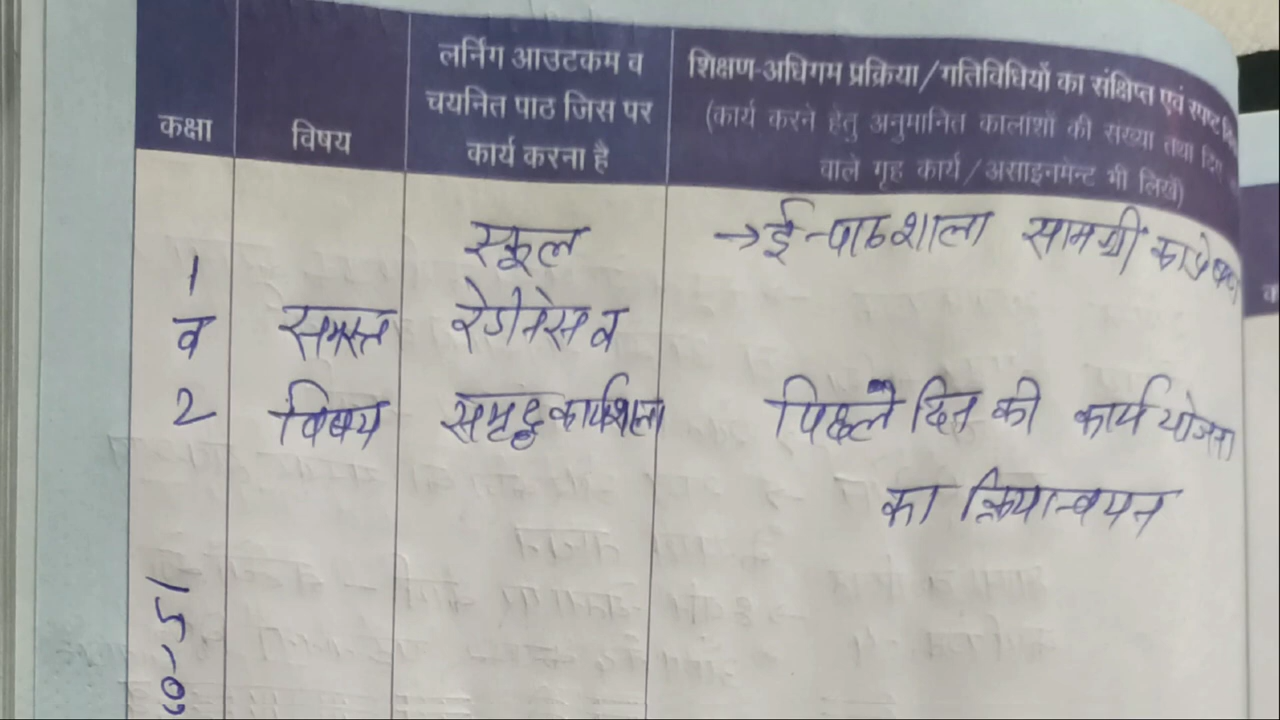 कक्षा
विषय
लर्निंग आउटकम व
चयनित पाठ जिस पर
कार्य करना है
शिक्षण-अधिगम प्रक्रिया/गतिविधियों का संक्षिप्त एवं स्पष्ट
(कार्य करने हेतु अनुमानित कालांशों की संख्या तथा दिए
वाले गृह कार्य/असाइनमेंट भी लिखें)
1
व
2
समस्त
विषय
स्कूल
रेडीनेस व
समृद्ध कार्यशाला
→ ई-पाठशाला सामग्री का प्रेषण
पिछले दिन की कार्य योजना
का क्रियान्वयन